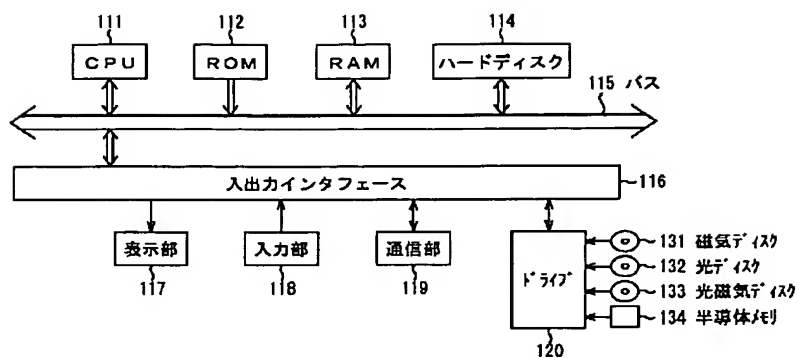 111
112
113
114
CPU
ROM
RAM
ハードディスク
115 バス
入出力インタフェース
116
表示部
入力部
通信部
ドライブ
117
118
119
120
131 磁気ディスク
132 光ディスク
133 光磁気ディスク
134 半導体メモリ